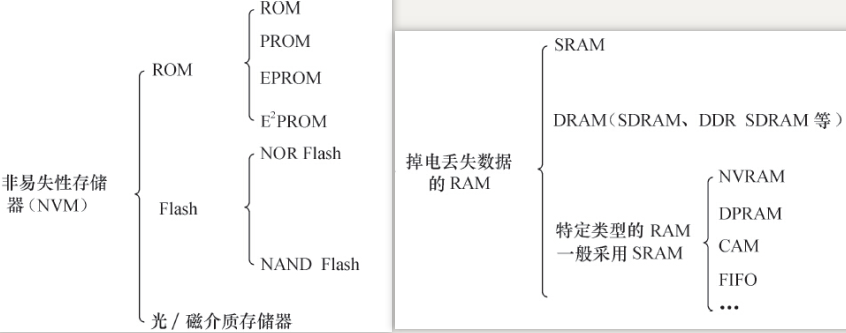 非易失性存储
器（NVM）
ROM
ROM
PROM
EPROM
E²PROM
Flash
NOR Flash
NAND Flash
光/磁介质存储器
掉电丢失数据
的 RAM
SRAM
DRAM（SDRAM、DDR SDRAM 等）
特定类型的 RAM
一般采用 SRAM
NVRAM
DPRAM
CAM
FIFO
…